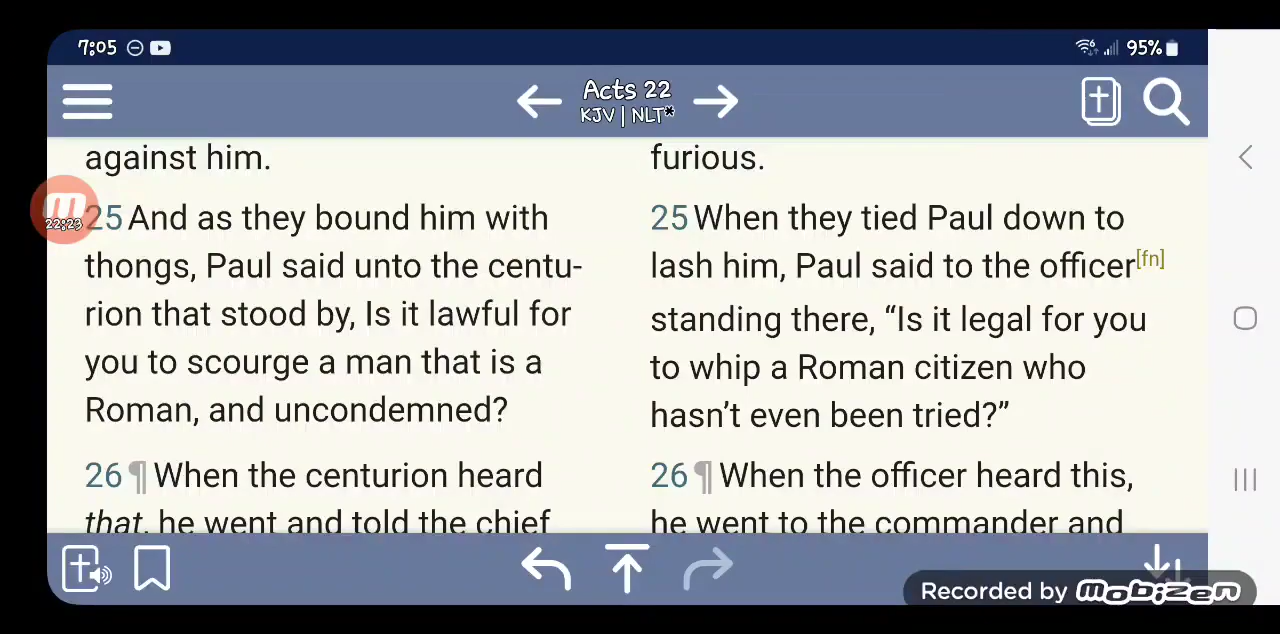 7:05
95%
Acts 22
KJV | NLT*
against him.
25 And as they bound him with
thongs, Paul said unto the centu-
rion that stood by, Is it lawful for
you to scourge a man that is a
Roman, and uncondemned?
26 ¶ When the centurion heard
that, he went and told the chief
furious.
25 When they tied Paul down to
lash him, Paul said to the officer[fn]
standing there, “Is it legal for you
to whip a Roman citizen who
hasn’t even been tried?”
26 ¶ When the officer heard this,
he went to the commander and
22:23
Recorded by mobizen